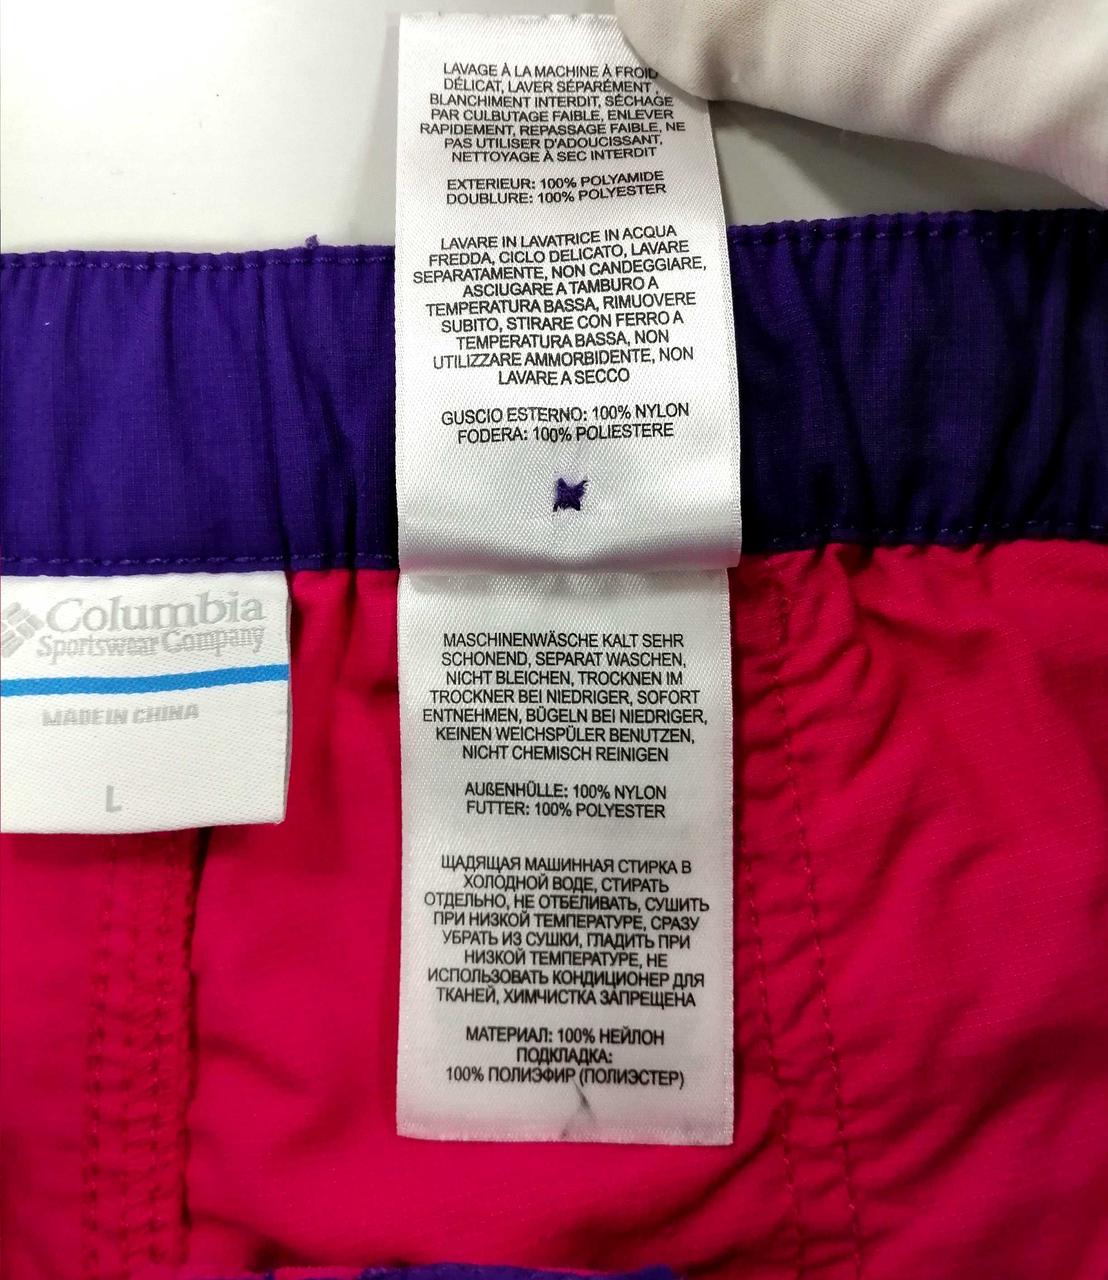 LAVAGE À LA MACHINE À FROID
DÉLICAT, LAVER SÉPARÉMENT,
BLANCHIMENT INTERDIT, SÉCHAGE
PAR CULBUTAGE FAIBLE, ENLEVER
RAPIDEMENT, REPASSAGE FAIBLE, NE
PAS UTILISER D'ADOUCISSANT,
NETTOYAGE À SEC INTERDIT
EXTERIEUR: 100% POLYAMIDE
DOUBLURE: 100% POLYESTER
LAVARE IN LAVATRICE IN ACQUA
FREDDA, CICLO DELICATO, LAVARE
SEPARATAMENTE, NON CANDEGGIARE,
ASCIUGARE A TAMBURO A
TEMPERATURA BASSA, RIMUOVERE
SUBITO, STIRARE CON FERRO A
TEMPERATURA BASSA, NON
UTILIZZARE AMMORBIDENTE, NON
LAVARE A SECCO
GUSCIO ESTERNO: 100% NYLON
FODERA: 100% POLIESTERE
Columbia
Sportswear Company
MADE IN CHINA
L
MASCHINENWÄSCHE KALT SEHR
SCHONEND, SEPARAT WASCHEN,
NICHT BLEICHEN, TROCKNEN IM
TROCKNER BEI NIEDRIGER, SOFORT
ENTNEHMEN, BÜGELN BEI NIEDRIGER,
KEINEN WEICHSPÜLER BENUTZEN,
NICHT CHEMISCH REINIGEN
AUßENHÜLLE: 100% NYLON
FUTTER: 100% POLYESTER
ЩАДЯЩАЯ МАШИННАЯ СТИРКА В
ХОЛОДНОЙ ВОДЕ, СТИРАТЬ
ОТДЕЛЬНО, НЕ ОТБЕЛИВАТЬ, СУШИТЬ
ПРИ НИЗКОЙ ТЕМПЕРАТУРЕ, СРАЗУ
УБРАТЬ ИЗ СУШКИ, ГЛАДИТЬ ПРИ
НИЗКОЙ ТЕМПЕРАТУРЕ, НЕ
ИСПОЛЬЗОВАТЬ КОНДИЦИОНЕР ДЛЯ
ТКАНЕЙ, ХИМЧИСТКА ЗАПРЕЩЕНА
МАТЕРИАЛ: 100% НЕЙЛОН
ПОДКЛАДКА:
100% ПОЛИЭФИР (ПОЛИЭСТЕР)